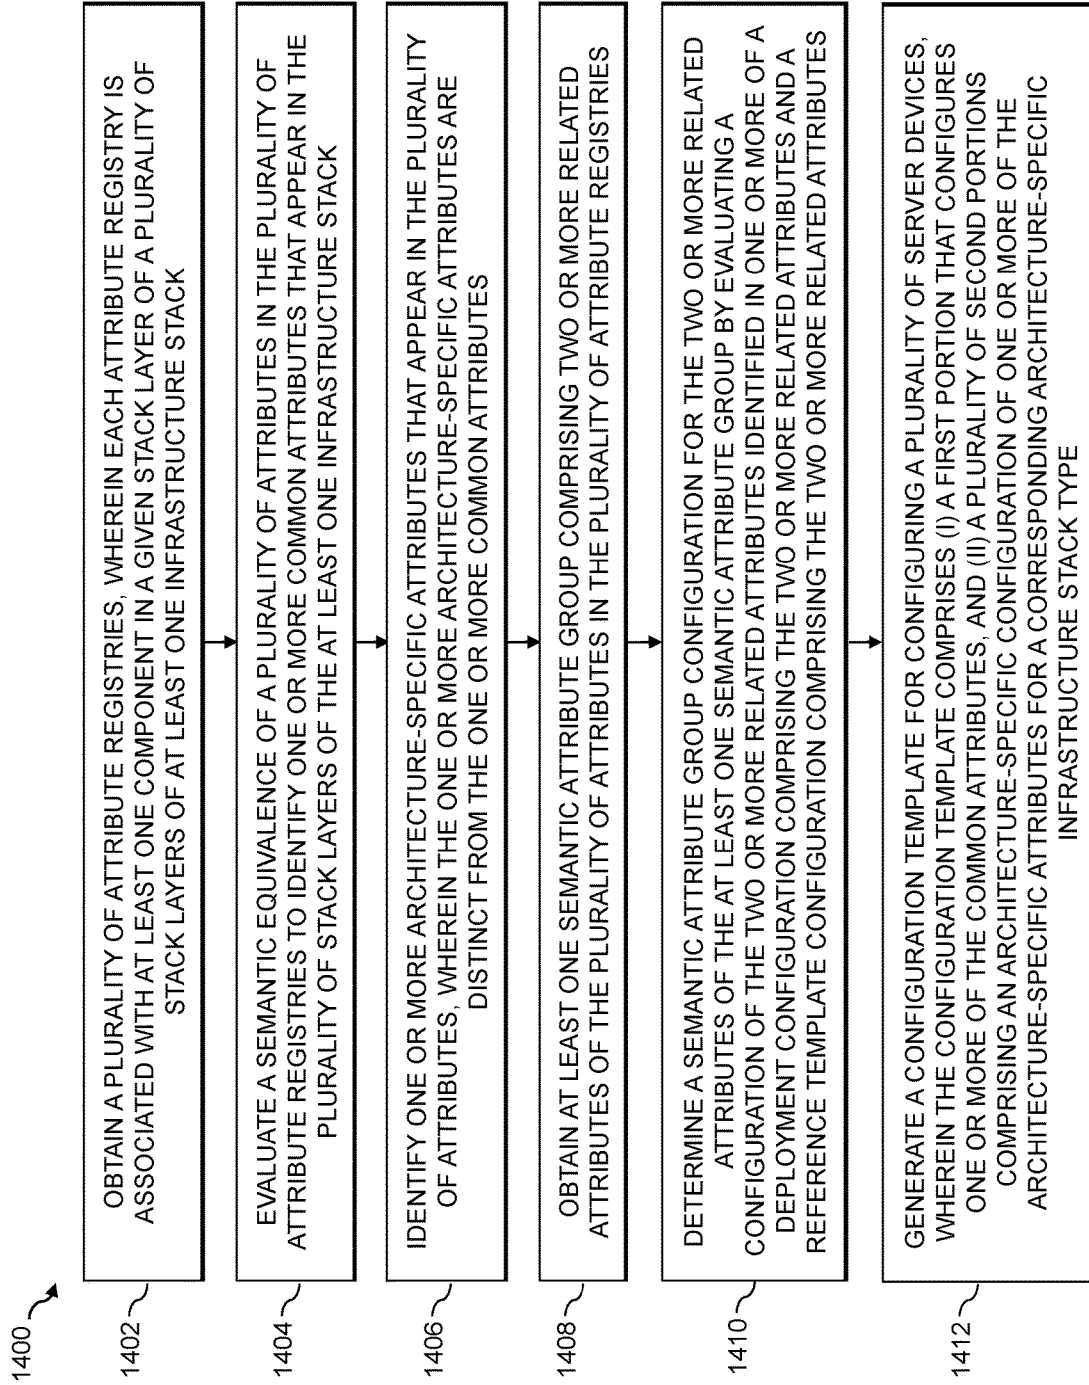 1400
1402
OBTAIN A PLURALITY OF ATTRIBUTE REGISTRIES, WHEREIN EACH ATTRIBUTE REGISTRY IS
ASSOCIATED WITH AT LEAST ONE COMPONENT IN A GIVEN STACK LAYER OF A PLURALITY OF
STACK LAYERS OF AT LEAST ONE INFRASTRUCTURE STACK
1404
EVALUATE A SEMANTIC EQUIVALENCE OF A PLURALITY OF ATTRIBUTES IN THE PLURALITY OF
ATTRIBUTE REGISTRIES TO IDENTIFY ONE OR MORE COMMON ATTRIBUTES THAT APPEAR IN THE
PLURALITY OF STACK LAYERS OF THE AT LEAST ONE INFRASTRUCTURE STACK
1406
IDENTIFY ONE OR MORE ARCHITECTURE-SPECIFIC ATTRIBUTES THAT APPEAR IN THE PLURALITY
OF ATTRIBUTES, WHEREIN THE ONE OR MORE ARCHITECTURE-SPECIFIC ATTRIBUTES ARE
DISTINCT FROM THE ONE OR MORE COMMON ATTRIBUTES
1408
OBTAIN AT LEAST ONE SEMANTIC ATTRIBUTE GROUP COMPRISING TWO OR MORE RELATED
ATTRIBUTES OF THE PLURALITY OF ATTRIBUTES IN THE PLURALITY OF ATTRIBUTE REGISTRIES
1410
DETERMINE A SEMANTIC ATTRIBUTE GROUP CONFIGURATION FOR THE TWO OR MORE RELATED
ATTRIBUTES OF THE AT LEAST ONE SEMANTIC ATTRIBUTE GROUP BY EVALUATING A
CONFIGURATION OF THE TWO OR MORE RELATED ATTRIBUTES IDENTIFIED IN ONE OR MORE OF A
DEPLOYMENT CONFIGURATION COMPRISING THE TWO OR MORE RELATED ATTRIBUTES AND A
REFERENCE TEMPLATE CONFIGURATION COMPRISING THE TWO OR MORE RELATED ATTRIBUTES
1412
GENERATE A CONFIGURATION TEMPLATE FOR CONFIGURING A PLURALITY OF SERVER DEVICES,
WHEREIN THE CONFIGURATION TEMPLATE COMPRISES (I) A FIRST PORTION THAT CONFIGURES
ONE OR MORE OF THE COMMON ATTRIBUTES, AND (II) A PLURALITY OF SECOND PORTIONS
COMPRISING AN ARCHITECTURE-SPECIFIC CONFIGURATION OF ONE OR MORE OF THE
ARCHITECTURE-SPECIFIC ATTRIBUTES FOR A CORRESPONDING ARCHITECTURE-SPECIFIC
INFRASTRUCTURE STACK TYPE